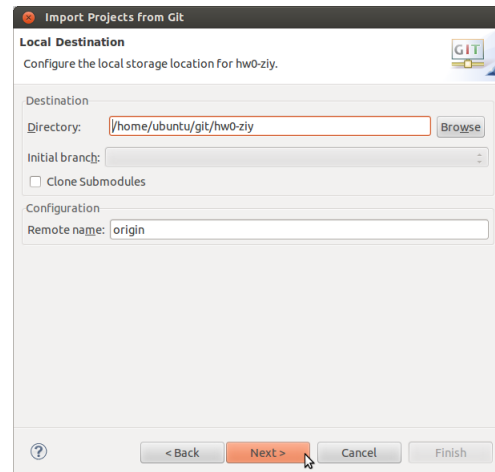 Import Projects from Git
Local Destination
Configure the local storage location for hw0-ziy.
GIT
Destination
Directory: /home/ubuntu/git/hw0-ziy Browse
Initial branch:
Clone Submodules
Configuration
Remote name: origin
? < Back Next > Cancel Finish